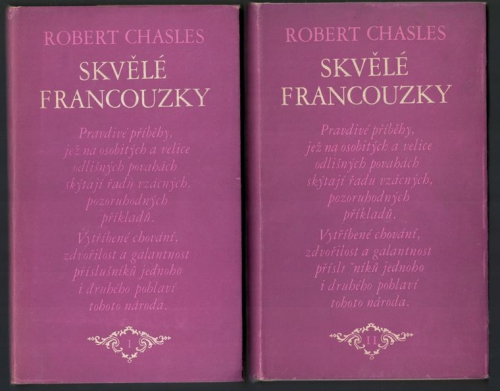 ROBERT CHASLES
SKVĚLÉ
FRANCOUZKY
Pravdivé příběhy,
jež na osobitých a velice
odlišných povahách
skýtají řadu vzácných,
pozoruhodných
příkladů.
Vytříbené chování,
zdvořilost a galantnost
příslušníků jednoho
i druhého pohlaví
tohoto národa.
I
ROBERT CHASLES
SKVĚLÉ
FRANCOUZKY
Pravdivé příběhy,
jež na osobitých a velice
odlišných povahách
skýtají řadu vzácných,
pozoruhodných
příkladů.
Vytříbené chování,
zdvořilost a galantnost
přísl níků jednoho
i druhého pohlaví
tohoto národa.
II